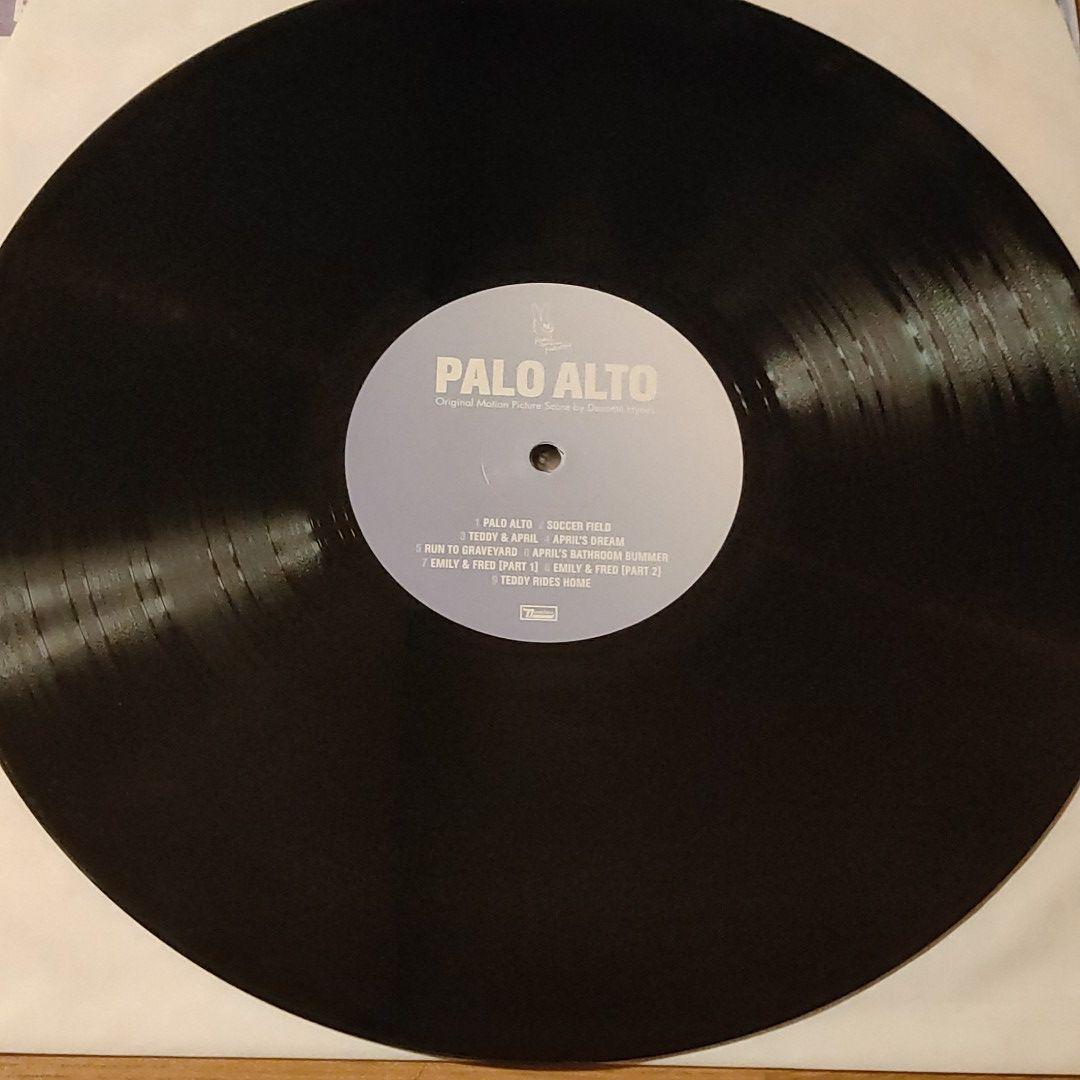 PALO ALTO
Original Motion Picture Score by Devonté Hynes
1 PALO ALTO 2 SOCCER FIELD
3 TEDDY & APRIL 4 APRIL'S DREAM
5 RUN TO GRAVEYARD 6 APRIL'S BATHROOM BUMMER
7 EMILY & FRED [PART 1] 8 EMILY & FRED [PART 2]
9 TEDDY RIDES HOME